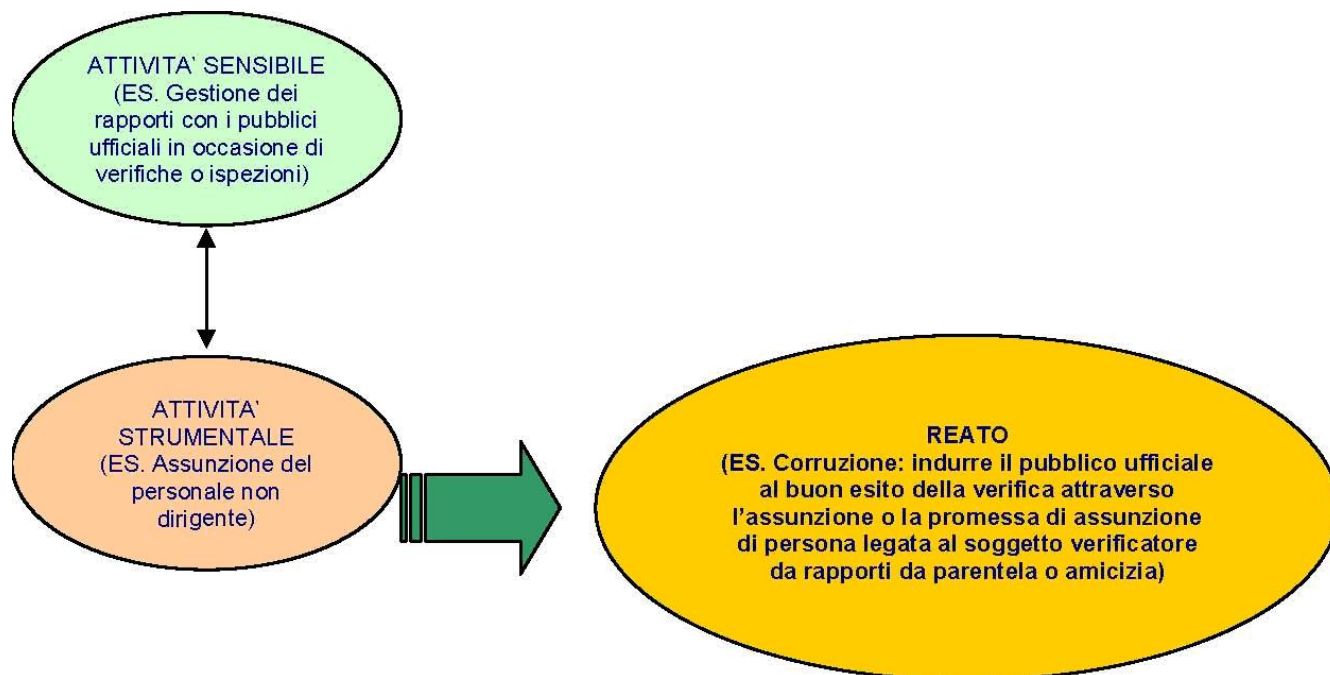 ATTIVITA' SENSIBILE
(ES. Gestione dei
rapporti con i pubblici
ufficiali in occasione di
verifiche o ispezioni)
ATTIVITA'
STRUMENTALE
(ES. Assunzione del
personale non
dirigente)
REATO
(ES. Corruzione: indurre il pubblico ufficiale
al buon esito della verifica attraverso
l'assunzione o la promessa di assunzione
di persona legata al soggetto verificatore
da rapporti da parentela o amicizia)